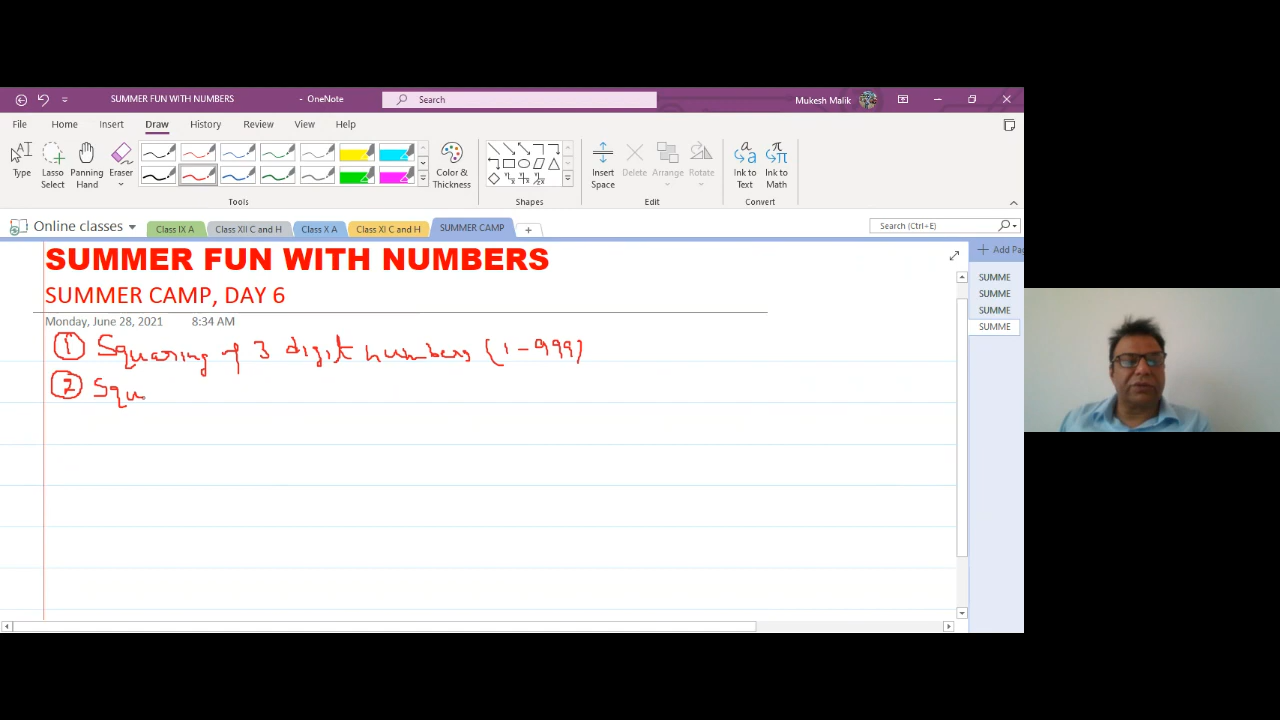 SUMMER FUN WITH NUMBERS - OneNote Search Mukesh Malik
File Home Insert Draw History Review View Help
Type Lasso Select Panning Hand Eraser Color & Thickness Insert Space Delete Arrange Rotate Ink to Text Ink to Math
Tools Shapes Edit Convert
Online classes Class IX A Class XII C and H Class X A Class XI C and H SUMMER CAMP Search (Ctrl+E)
SUMMER FUN WITH NUMBERS
Add Pag
SUMMER CAMP, DAY 6
SUMME
SUMME
SUMME
SUMME
Monday, June 28, 2021 8:34 AM
① Squaring of 3 digit numbers (1-999)
② Squ